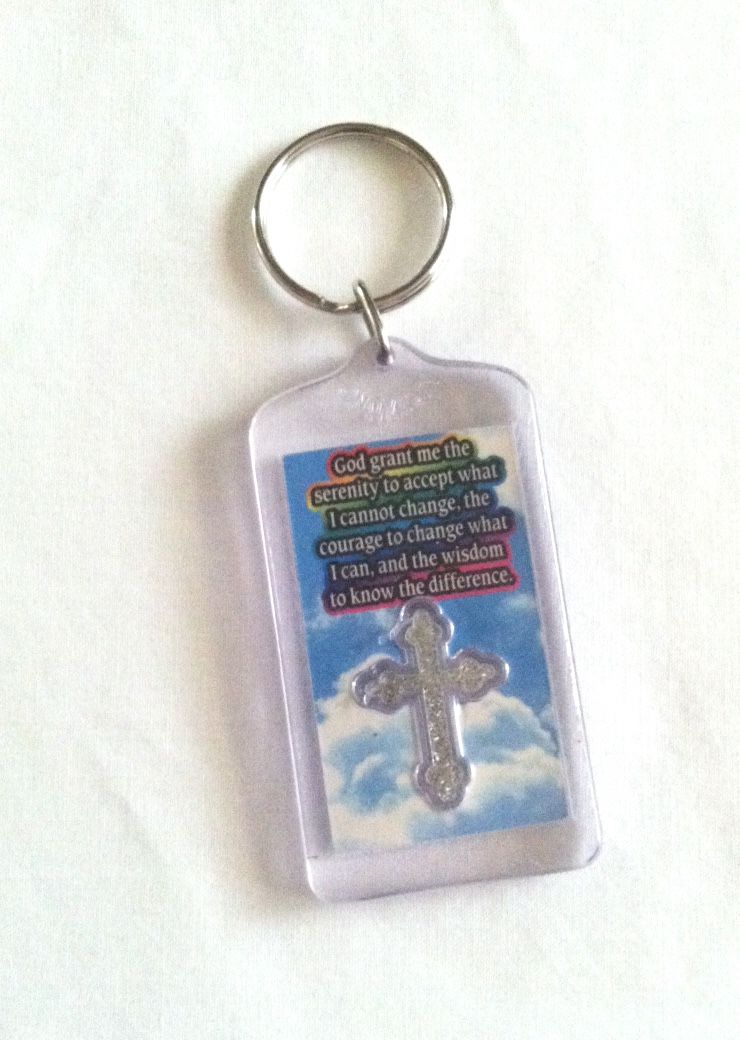 God grant me the
serenity to accept what
I cannot change, the
courage to change what
I can, and the wisdom
to know the difference.